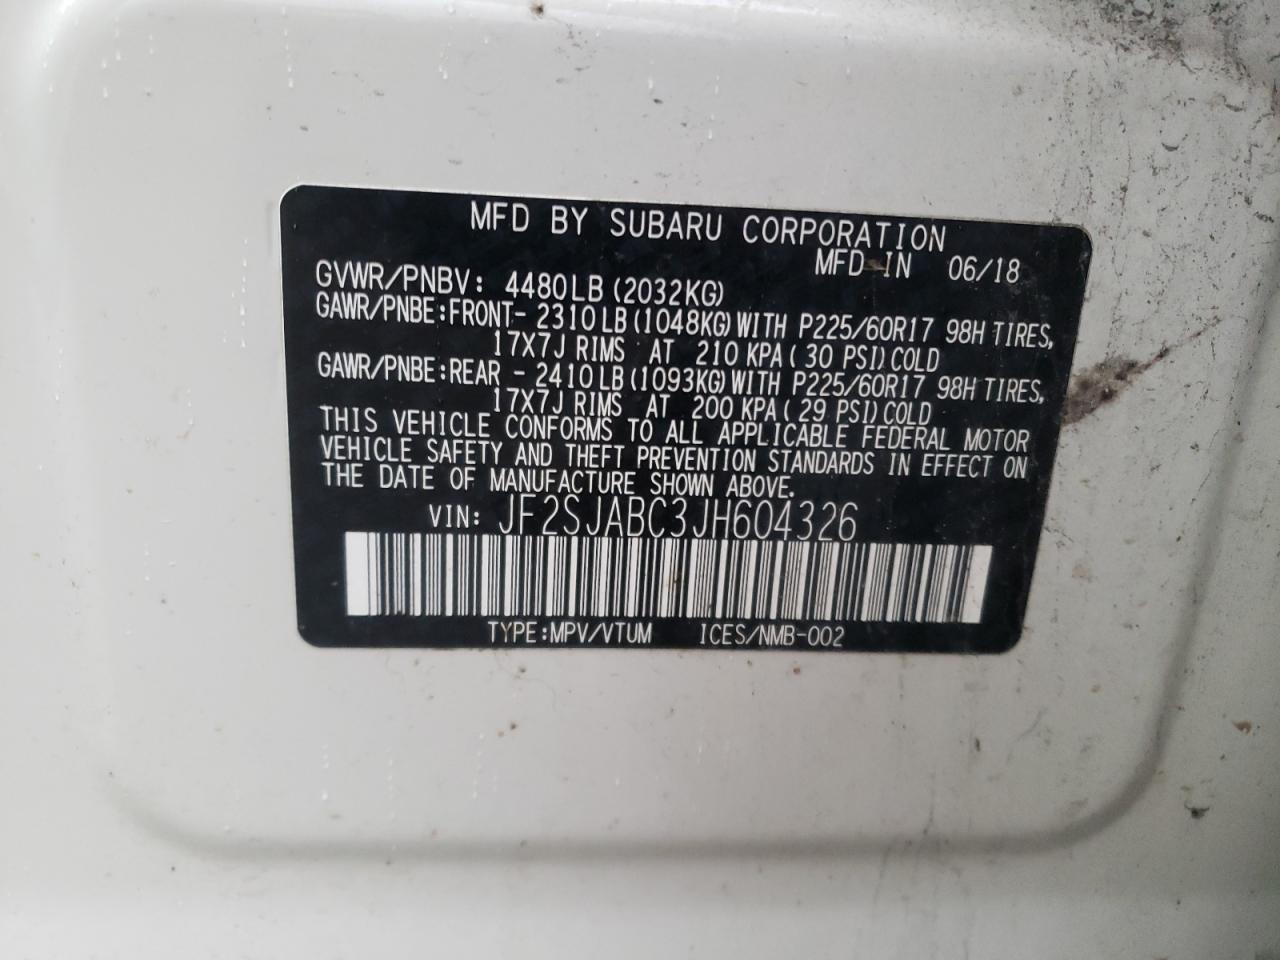 MFD BY SUBARU CORPORATION
MFD IN 06/18
GVWR/PNBV: 4480LB (2032KG)
GAWR/PNBE:FRONT- 2310LB (1048KG) WITH P225/60R17 98H TIRES,
17X7J RIMS AT 210 KPA ( 30 PSI) COLD
GAWR/PNBE:REAR - 2410LB (1093KG) WITH P225/60R17 98H TIRES,
17X7J RIMS AT 200 KPA ( 29 PSI) COLD
THIS VEHICLE CONFORMS TO ALL APPLICABLE FEDERAL MOTOR
VEHICLE SAFETY AND THEFT PREVENTION STANDARDS IN EFFECT ON
THE DATE OF MANUFACTURE SHOWN ABOVE.
VIN: JF2SJABC3JH604326
TYPE:MPV/VTUM ICES/NMB-002